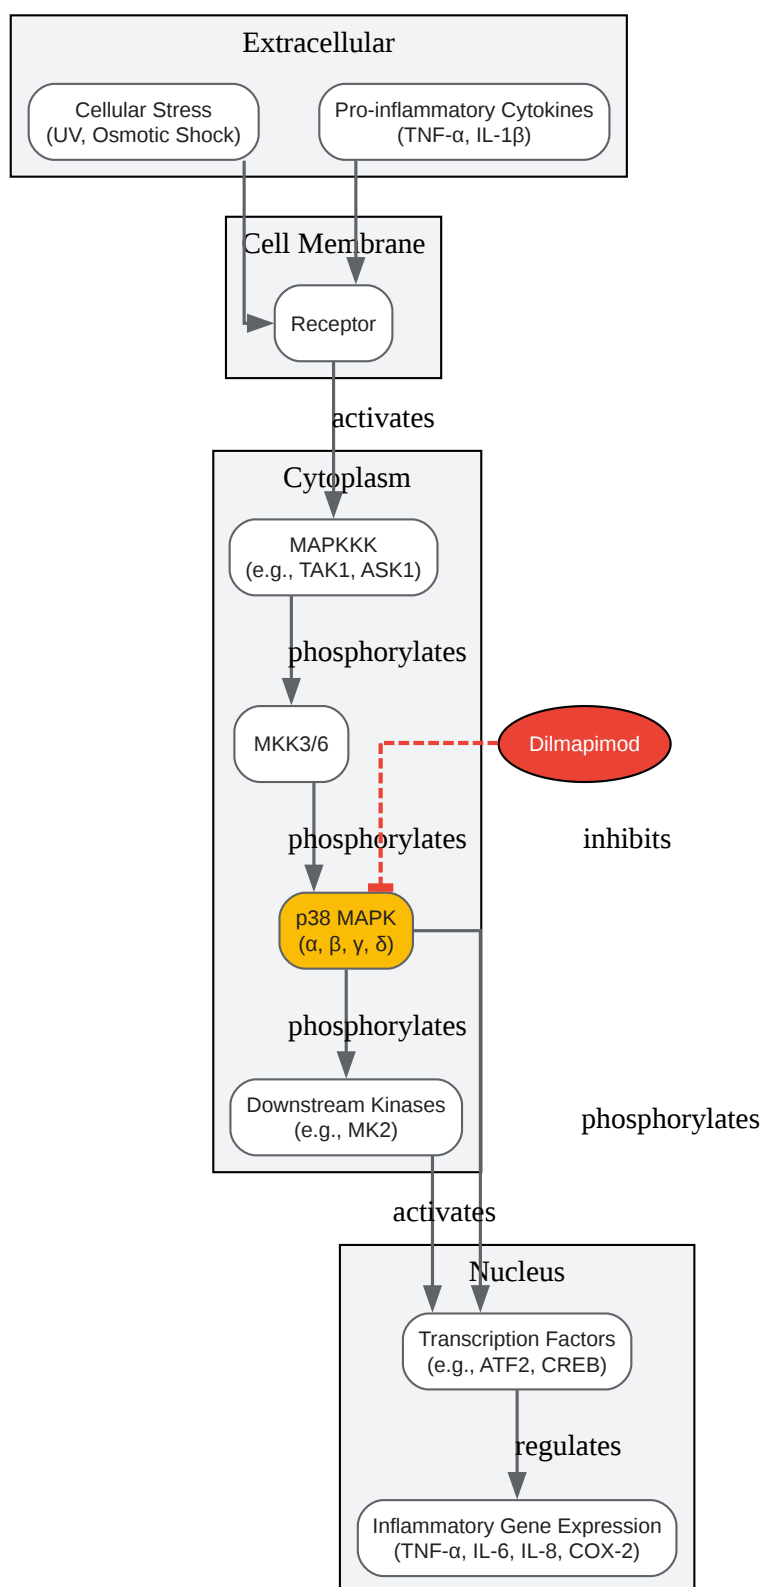 Extracellular
Cellular Stress
(UV, Osmotic Shock)
Pro-inflammatory Cytokines
(TNF-α, IL-1β)
Cell Membrane
Receptor
activates
Cytoplasm
MAPKKK
(e.g., TAK1, ASK1)
phosphorylates
MKK3/6
Dilmapimod
phosphorylates
inhibits
p38 MAPK
(α, β, γ, δ)
phosphorylates
Downstream Kinases
(e.g., MK2)
phosphorylates
activates
Nucleus
Transcription Factors
(e.g., ATF2, CREB)
regulates
Inflammatory Gene Expression
(TNF-α, IL-6, IL-8, COX-2)